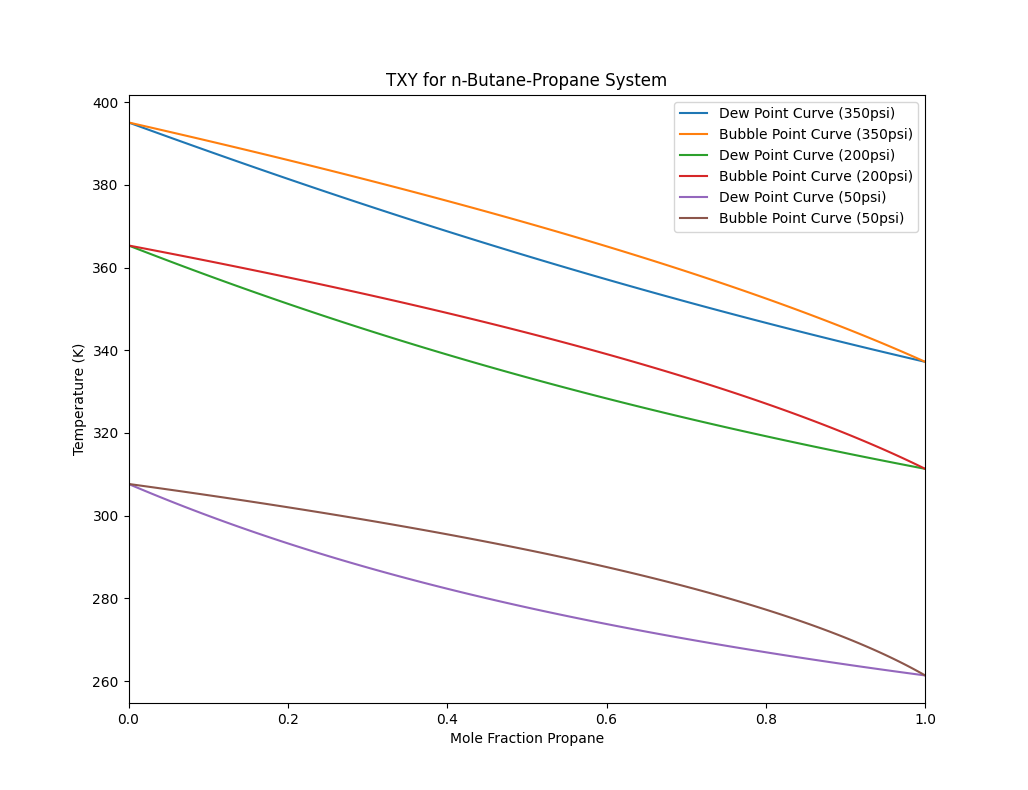 TXY for n-Butane-Propane System
Dew Point Curve (350psi)
Bubble Point Curve (350psi)
Dew Point Curve (200psi)
Bubble Point Curve (200psi)
Dew Point Curve (50psi)
Bubble Point Curve (50psi)
400
380
360
340
320
300
280
260
Temperature (K)
0.0 0.2 0.4 0.6 0.8 1.0
Mole Fraction Propane